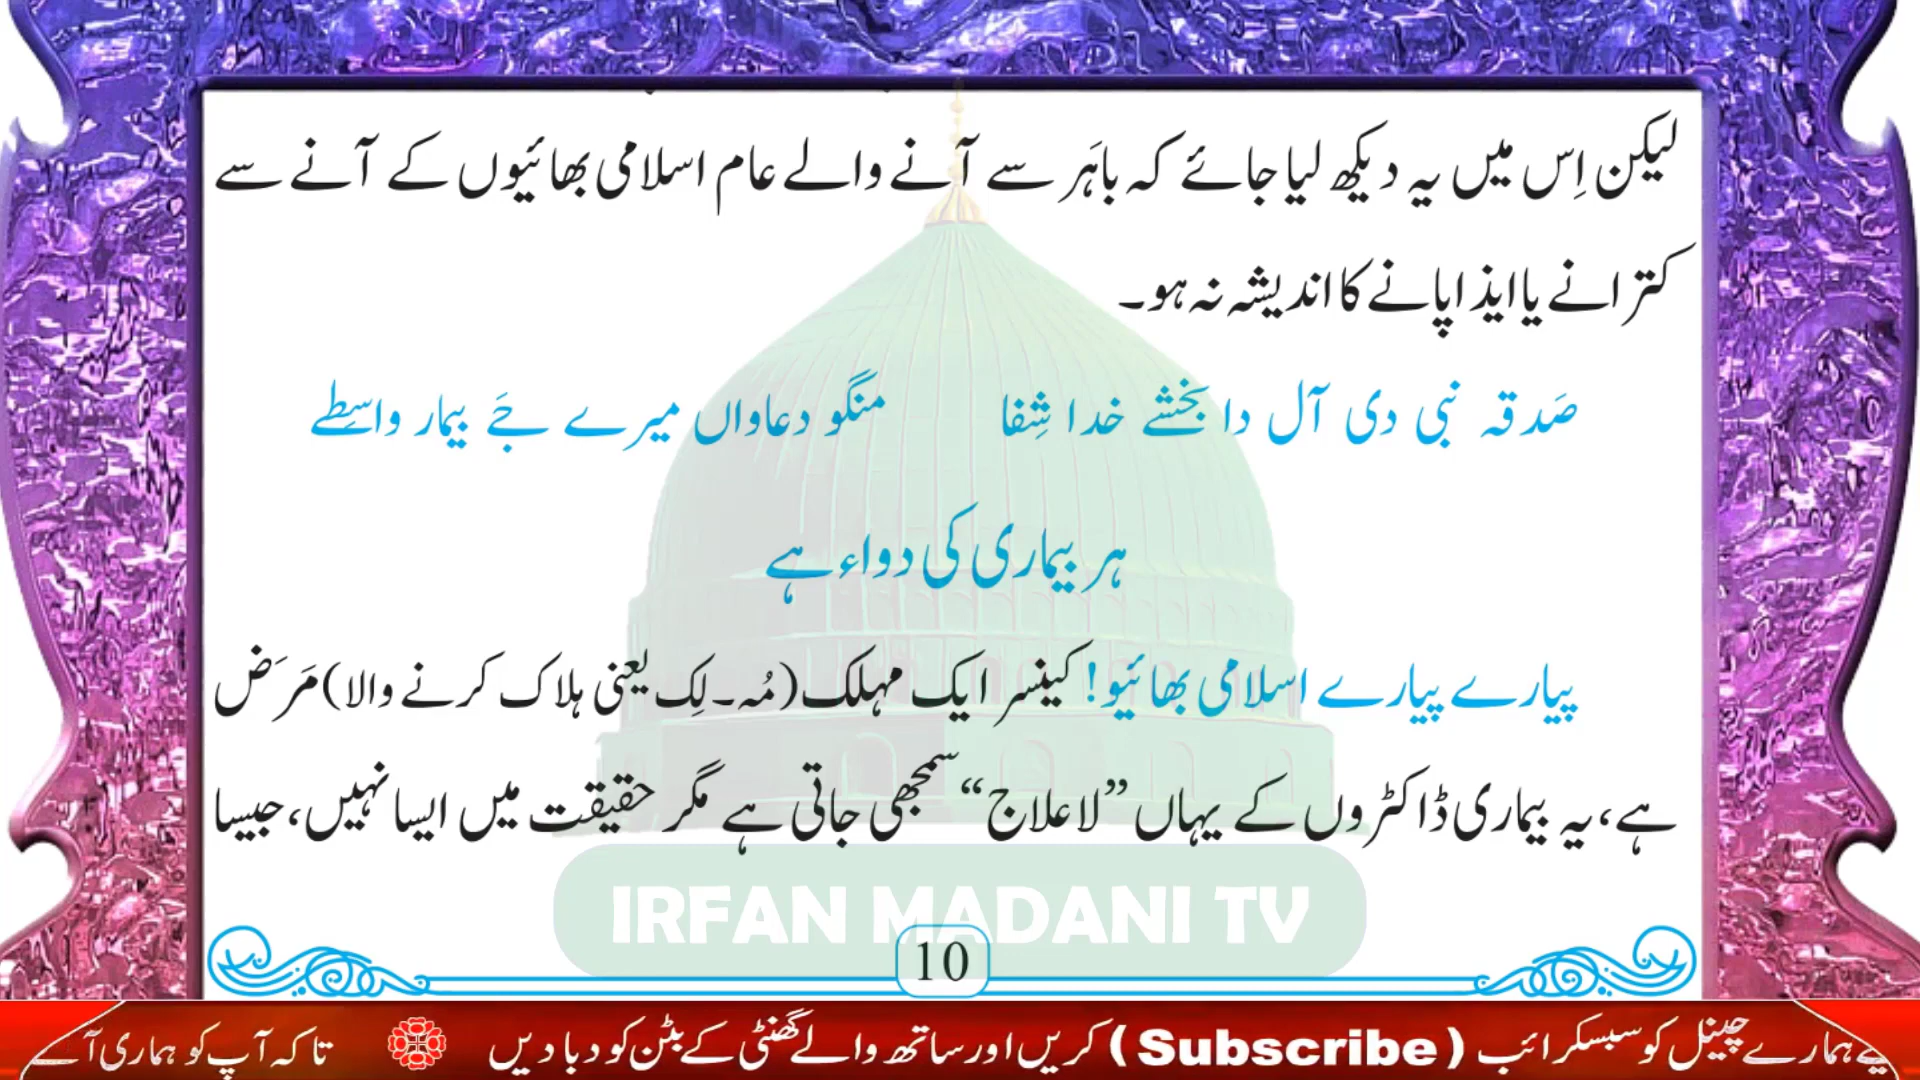 لیکن اِس میں یہ دیکھ لیا جائے کہ باہَر سے آنے والے عام اسلامی بھائیوں کے آنے سے
کترانے یا ایذا پانے کا اندیشہ نہ ہو۔
صَدقہ نبی دی آل دا بخشے خدا شِفا منگو دعاواں میرے جَے بیمار واسطِے
ہر بیماری کی دواء ہے
پیارے پیارے اسلامی بھائیو! کینسر ایک مہلک (مُہ۔لِک یعنی ہلاک کرنے والا) مَرَض
ہے، یہ بیماری ڈاکٹروں کے یہاں ”لاعلاج“ سمجھی جاتی ہے مگر حقیقت میں ایسا نہیں، جیسا
IRFAN MADANI TV
10
ہمارے چینل کو سبسکرائب (Subscribe) کریں اور ساتھ والے گھنٹی کے بٹن کو دبا دیں تاکہ آپ کو ہماری